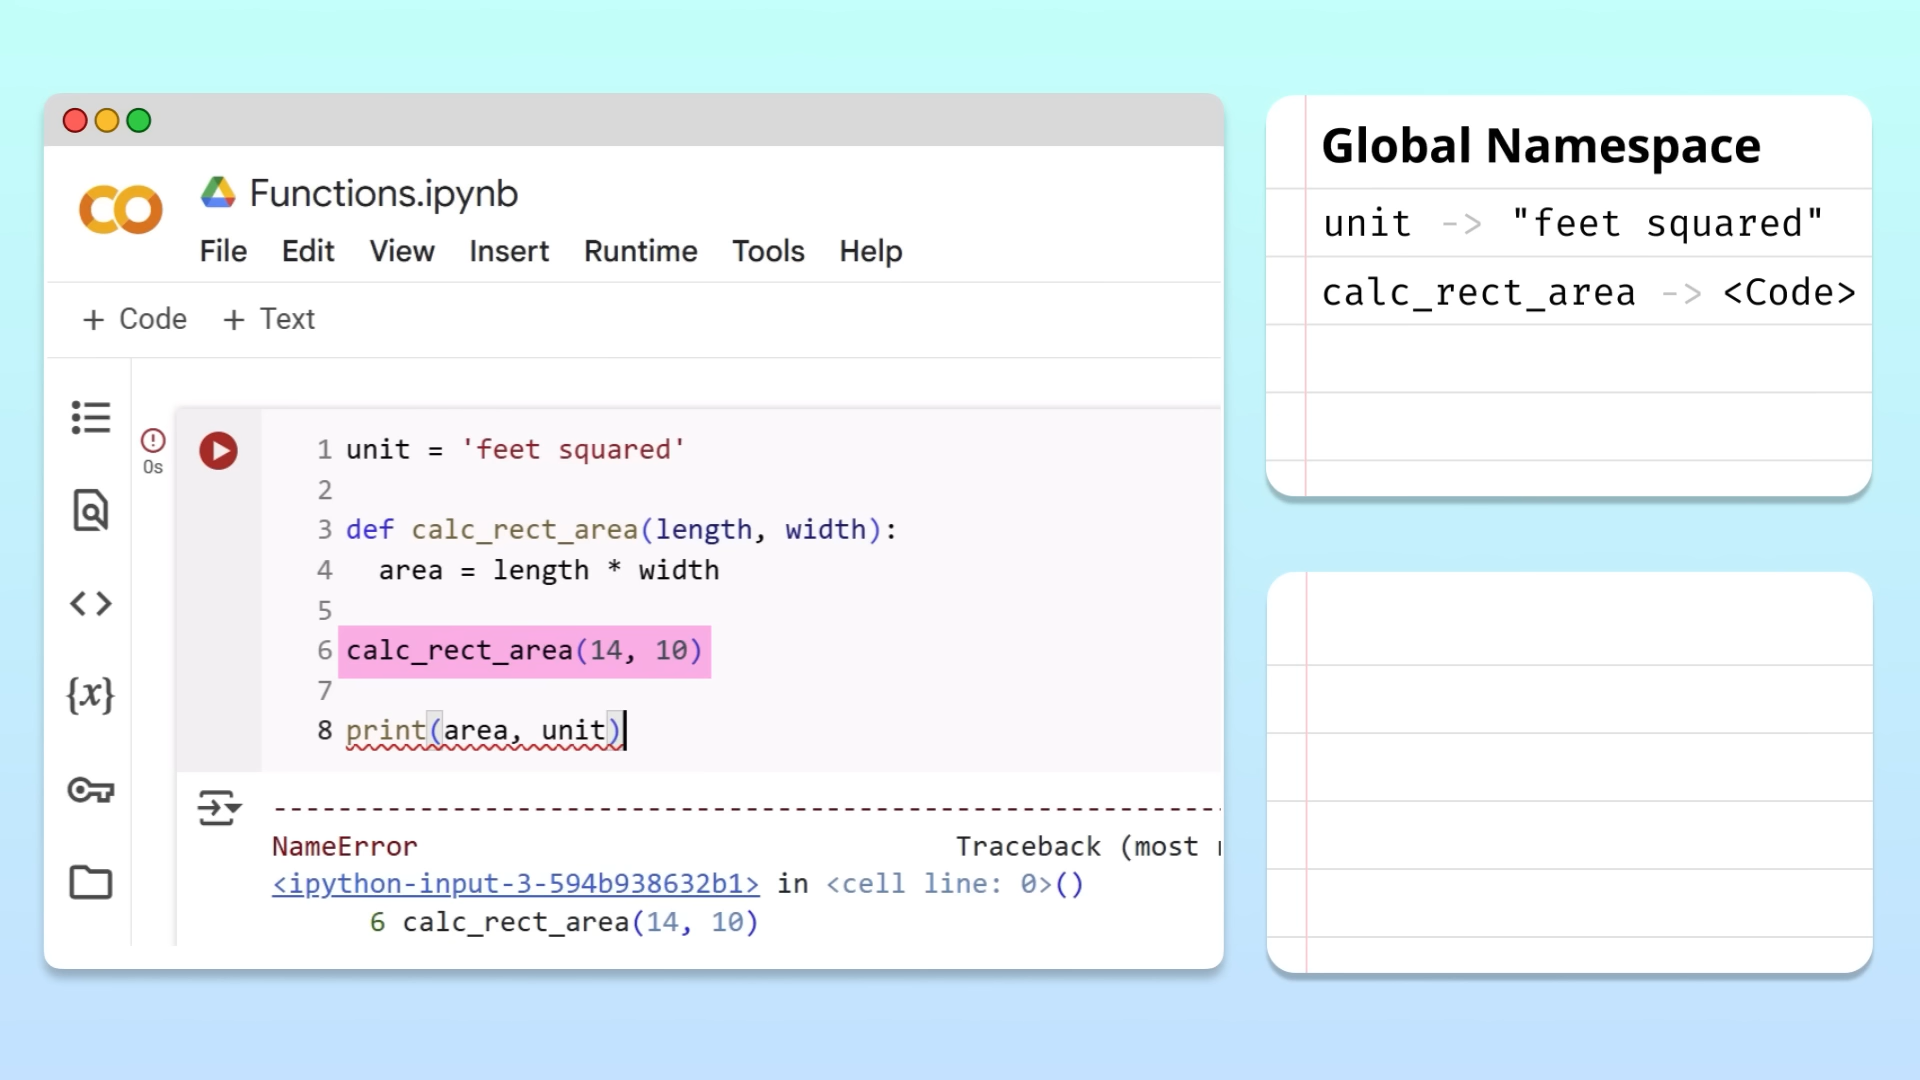 Functions.ipynb
File Edit View Insert Runtime Tools Help
+ Code + Text
0s
1 unit = 'feet squared'
2
3 def calc_rect_area(length, width):
4 area = length * width
5
6 calc_rect_area(14, 10)
7
8 print(area, unit)
--------------------------------------------------------------
NameError Traceback (most
<ipython-input-3-594b938632b1> in <cell line: 0>()
6 calc_rect_area(14, 10)
Global Namespace
unit -> "feet squared"
calc_rect_area -> <Code>